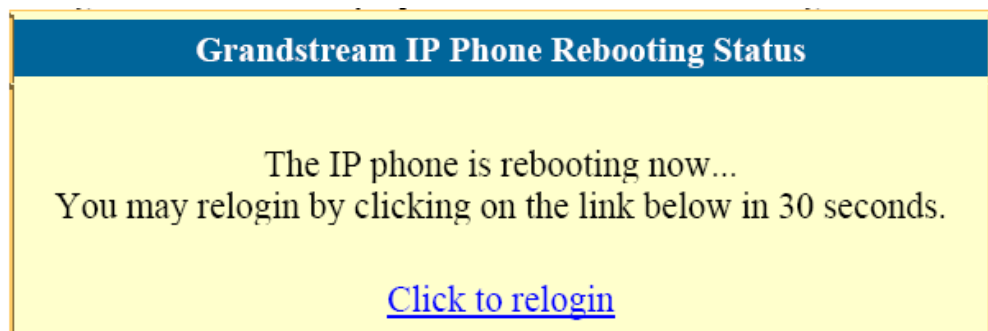 Grandstream IP Phone Rebooting Status
The IP phone is rebooting now...
You may relogin by clicking on the link below in 30 seconds.
Click to relogin